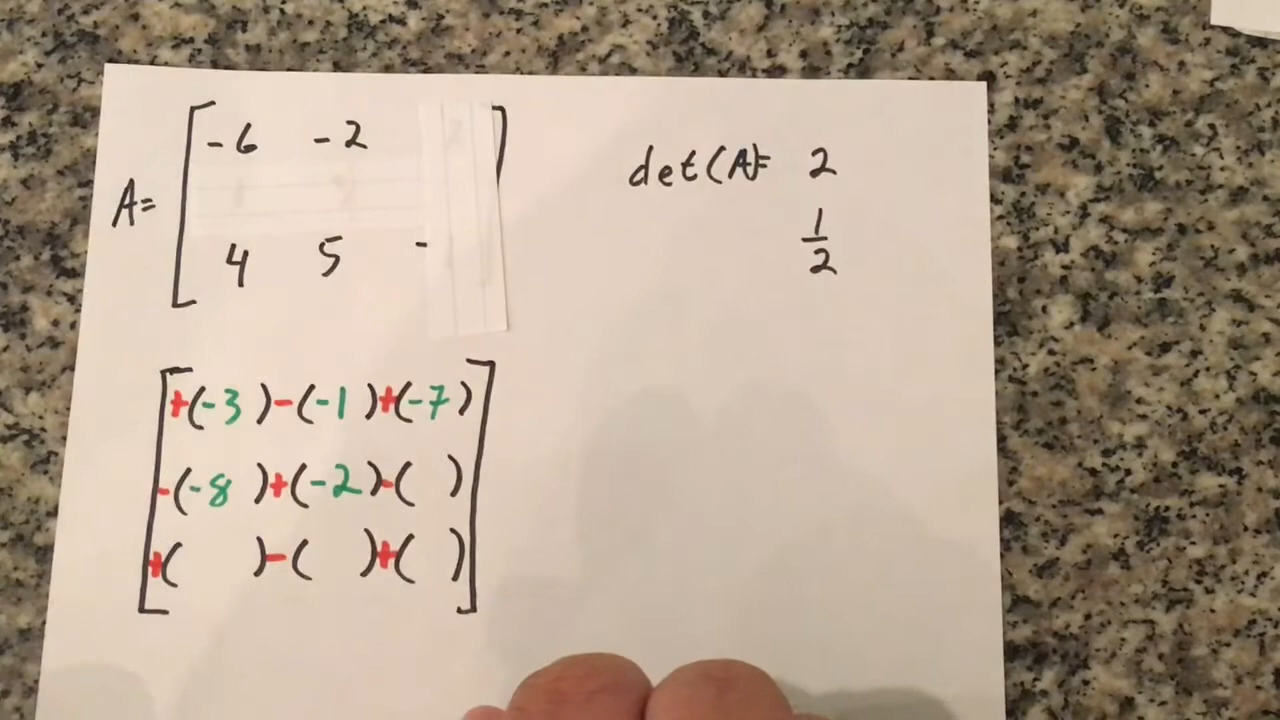 -6 -2
A=
4 5 -
det(A)= 2
1
2
+(-3 )-(-1 )+(-7 )
-(-8 )+(-2 )-( )
+( )-( )+( )